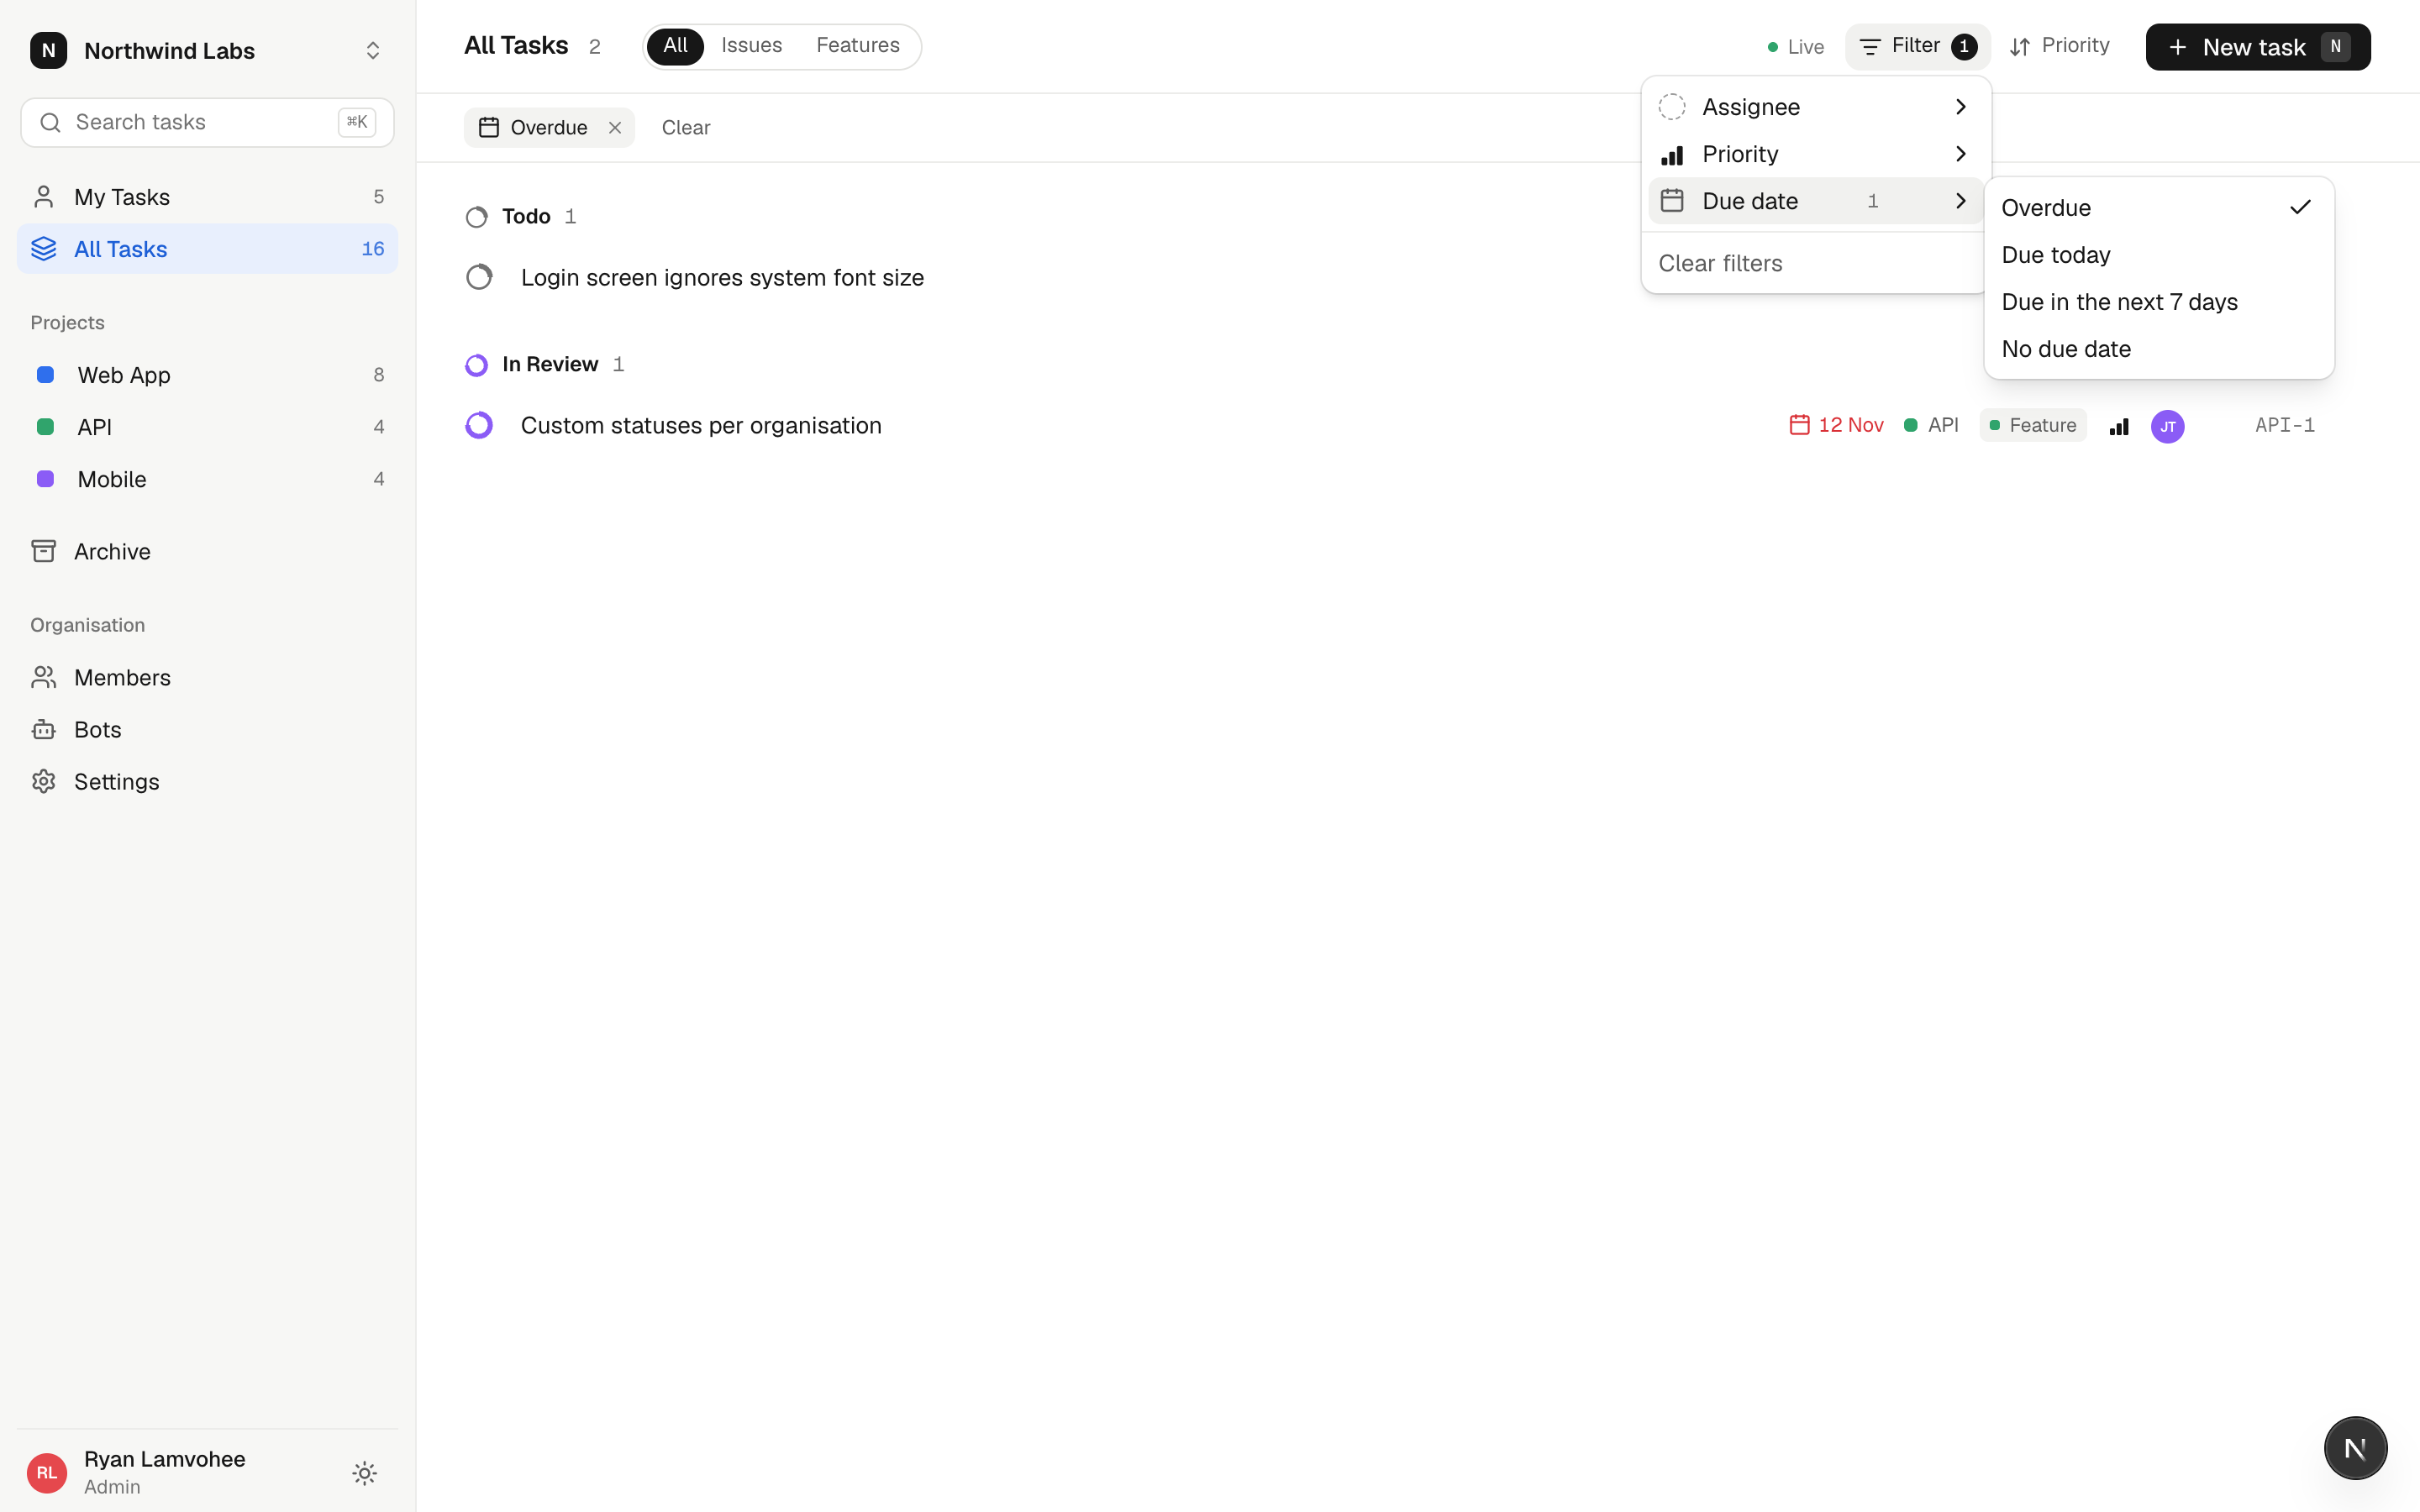 N Northwind Labs
Search tasks ⌘K
My Tasks 5
All Tasks 16
Projects
Web App 8
API 4
Mobile 4
Archive
Organisation
Members
Bots
Settings
RL Ryan Lamvohee
Admin
All Tasks 2 All Issues Features Live Filter 1 Priority New task N
Overdue Clear
Assignee
Priority
Due date 1
Clear filters
Overdue
Due today
Due in the next 7 days
No due date
Todo 1
Login screen ignores system font size
In Review 1
Custom statuses per organisation 12 Nov API Feature JT API-1
N